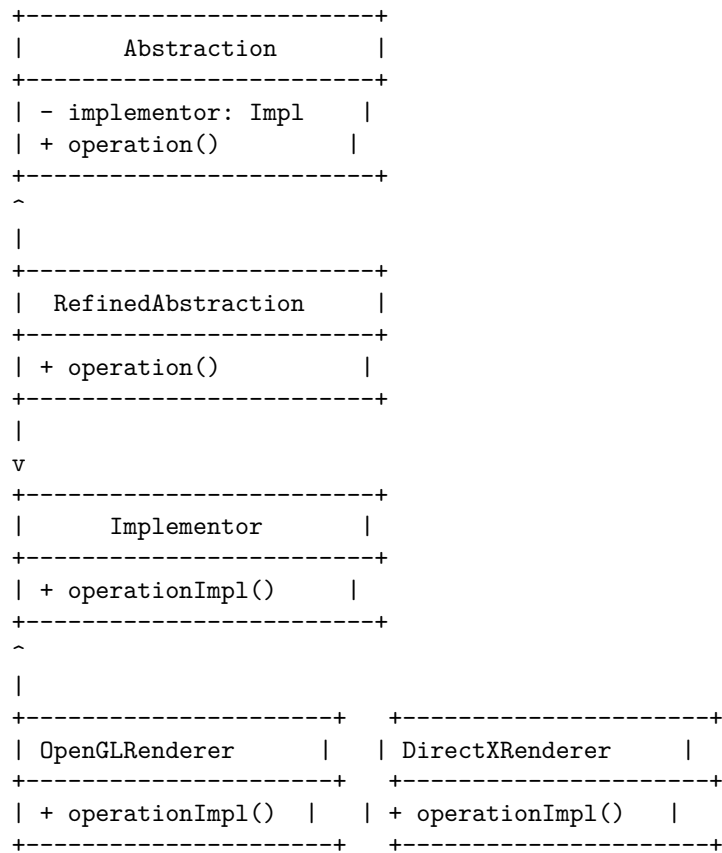 +-------------------------+
|       Abstraction       |
+-------------------------+
| - implementor: Impl    |
| + operation()         |
+-------------------------+
^
|
+-------------------------+
|  RefinedAbstraction     |
+-------------------------+
| + operation()          |
+-------------------------+
|
v
+-------------------------+
|      Implementor       |
+-------------------------+
| + operationImpl()     |
+-------------------------+
^
|
+----------------------+   +----------------------+
| OpenGLRenderer      |   | DirectXRenderer     |
+----------------------+   +----------------------+
| + operationImpl()  |   | + operationImpl()   |
+----------------------+   +----------------------+